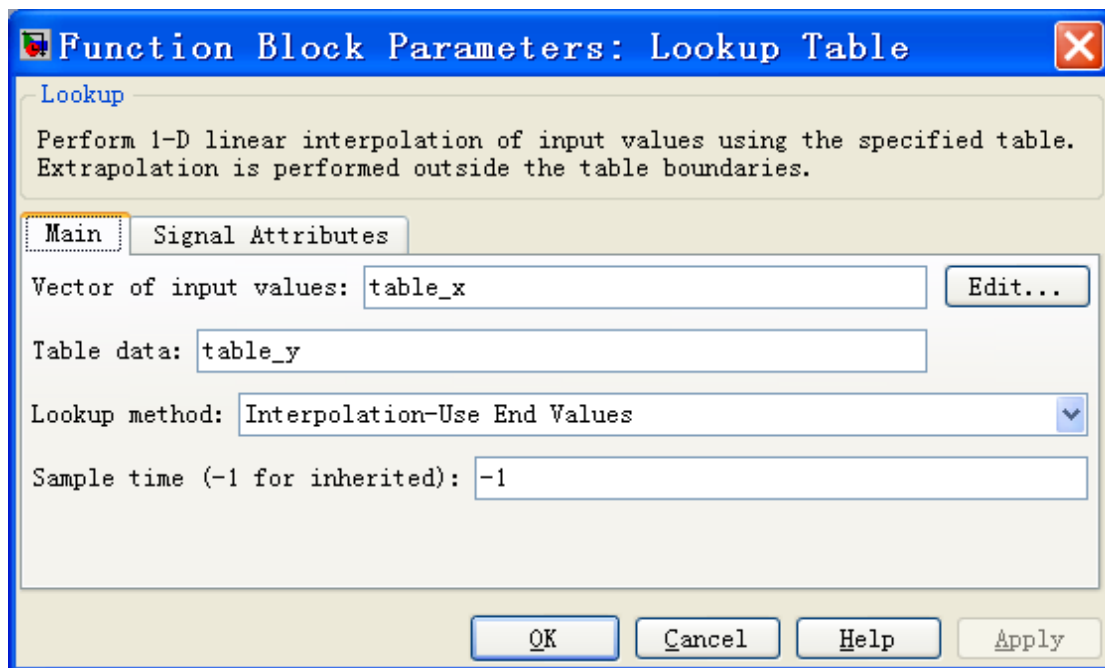 Function Block Parameters: Lookup Table
Lookup
Perform 1-D linear interpolation of input values using the specified table.
Extrapolation is performed outside the table boundaries.
Main Signal Attributes
Vector of input values: table_x Edit...
Table data: table_y
Lookup method: Interpolation-Use End Values
Sample time (-1 for inherited): -1
OK Cancel Help Apply